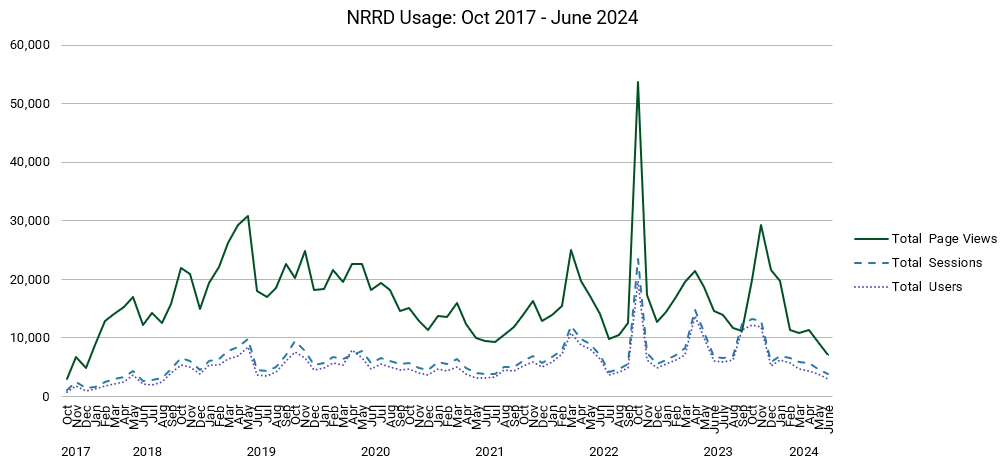 NRRD Usage: Oct 2017 - June 2024
60,000
50,000
40,000
30,000
20,000
10,000
0
Oct Nov Dec Jan Feb Mar Apr May Jun Jul Aug Sep Oct Nov Dec Jan Feb Mar Apr May Jun Jul Aug Sep Oct Nov Dec Jan Feb Mar Apr May Jun Jul Aug Sep Oct Nov Dec Jan Feb Mar Apr May Jun Jul Aug Sep Oct Nov Dec Jan Feb Mar Apr May Jun Jul Aug Sep Oct Nov Dec Jan Feb Mar Apr May June Jul Aug Sep Oct Nov Dec Jan Feb Mar Apr May June
2017 2018 2019 2020 2021 2022 2023 2024
Total Page Views
Total Sessions
Total Users